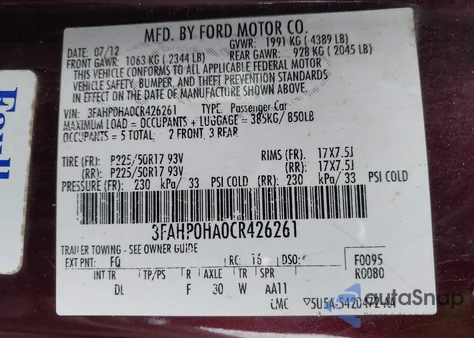 MFD. BY FORD MOTOR CO.
DATE: 07/12 GVWR: 1991 KG (4389 LB)
FRONT GAWR: 1063 KG (2344 LB) REAR GAWR: 928 KG (2045 LB)
THIS VEHICLE CONFORMS TO ALL APPLICABLE FEDERAL MOTOR
VEHICLE SAFETY, BUMPER, AND THEFT PREVENTION STANDARDS
IN EFFECT ON THE DATE OF MANUFACTURE SHOWN ABOVE.
VIN: 3FAHP0HA0CR426261 TYPE: Passenger Car
MAXIMUM LOAD = OCCUPANTS + LUGGAGE = 385KG / 850LB
OCCUPANTS = 5 TOTAL: 2 FRONT, 3 REAR
TIRE (FR): P225/50R17 93V RIMS (FR): 17X7.5J
(RR): P225/50R17 93V (RR): 17X7.5J
PRESSURE (FR): 230 kPa/ 33 PSI COLD (RR): 230 kPa/ 33 PSI COLD
3FAHP0HA0CR426261
TRAILER TOWING - SEE OWNER GUIDE
EXT PNT: FQ RC: 16 DSO: F0095
R0080
INT TR TP/PS R AXLE TR SPR
DL F 30 W AA11
autoSnap